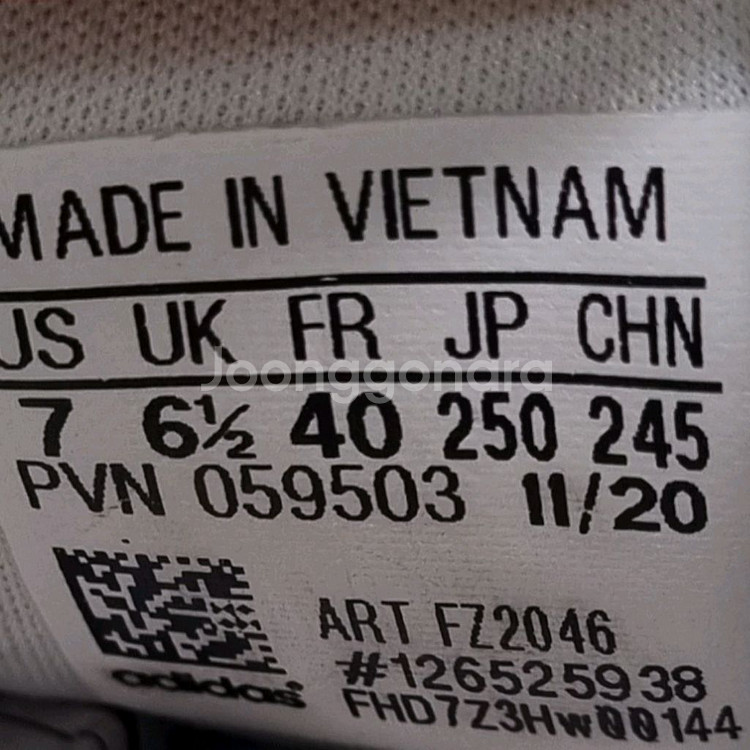 MADE IN VIETNAM
US UK FR JP CHN
Joonggonara
7 6½ 40 250 245
PVN 059503 11/20
ART FZ2046
#126525938
adidas
FHD7Z3Hw00144